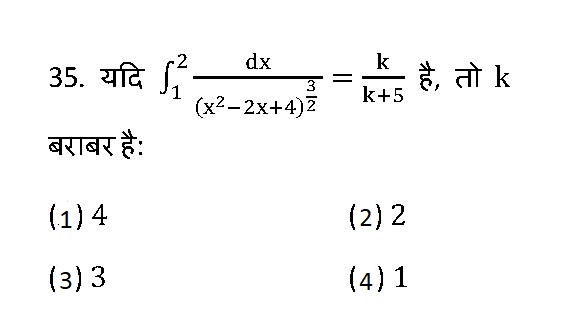 35. यदि ∫₁² dx/(x²−2x+4)^(3/2) = k/(k+5) है, तो k
बराबर है:
(1) 4 (2) 2
(3) 3 (4) 1